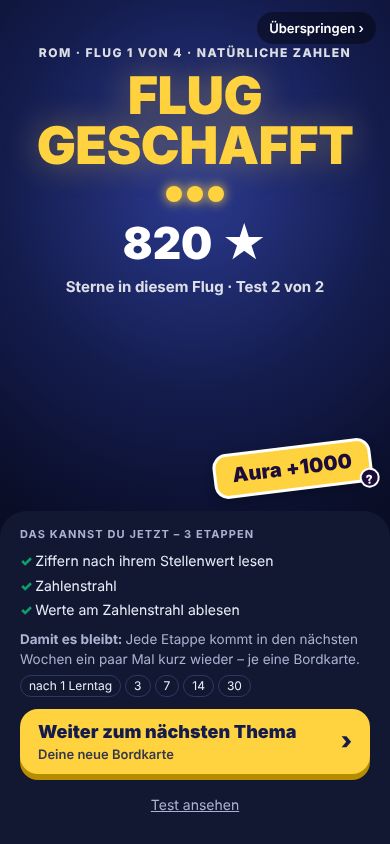 Überspringen ›
ROM · FLUG 1 VON 4 · NATÜRLICHE ZAHLEN
FLUG
GESCHAFFT
820 ★
Sterne in diesem Flug · Test 2 von 2
Aura +1000
?
DAS KANNST DU JETZT – 3 ETAPPEN
✔ Ziffern nach ihrem Stellenwert lesen
✔ Zahlenstrahl
✔ Werte am Zahlenstrahl ablesen
Damit es bleibt: Jede Etappe kommt in den nächsten
Wochen ein paar Mal kurz wieder – je eine Bordkarte.
nach 1 Lerntag 3 7 14 30
Weiter zum nächsten Thema ›
Deine neue Bordkarte
Test ansehen